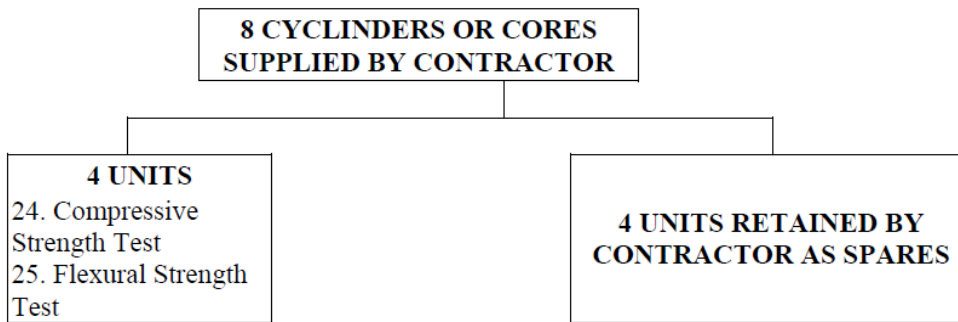 8 CYCLINDERS OR CORES
SUPPLIED BY CONTRACTOR
4 UNITS
24. Compressive
Strength Test
25. Flexural Strength
Test
4 UNITS RETAINED BY
CONTRACTOR AS SPARES